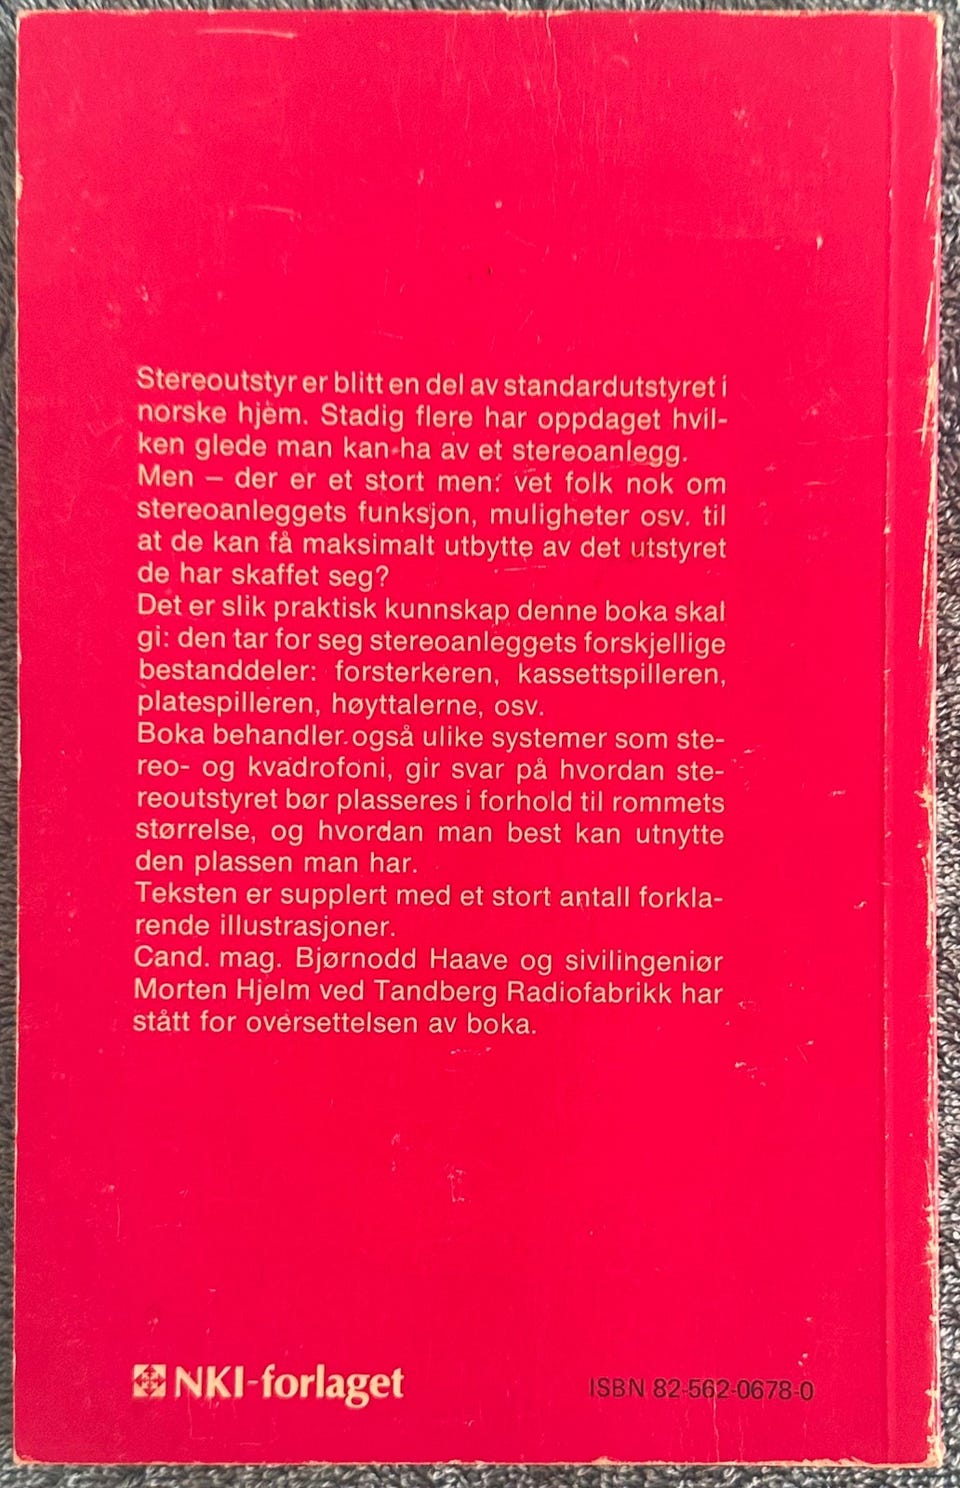 Stereoutstyr er blitt en del av standardutstyret i
norske hjem. Stadig flere har oppdaget hvil-
ken glede man kan ha av et stereoanlegg.
Men – der er et stort men: vet folk nok om
stereoanleggets funksjon, muligheter osv. til
at de kan få maksimalt utbytte av det utstyret
de har skaffet seg?
Det er slik praktisk kunnskap denne boka skal
gi: den tar for seg stereoanleggets forskjellige
bestanddeler: forsterkeren, kassettspilleren,
platespilleren, høyttalerne, osv.
Boka behandler også ulike systemer som ste-
reo- og kvadrofoni, gir svar på hvordan ste-
reoutstyret bør plasseres i forhold til rommets
størrelse, og hvordan man best kan utnytte
den plassen man har.
Teksten er supplert med et stort antall forkla-
rende illustrasjoner.
Cand. mag. Bjørnodd Haave og sivilingeniør
Morten Hjelm ved Tandberg Radiofabrikk har
stått for oversettelsen av boka.
NKI-forlaget
ISBN 82-562-0678-0